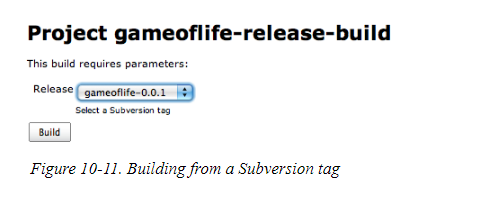 Project gameoflife-release-build
This build requires parameters:
Release gameoflife-0.0.1
Select a Subversion tag
Build
Figure 10-11. Building from a Subversion tag